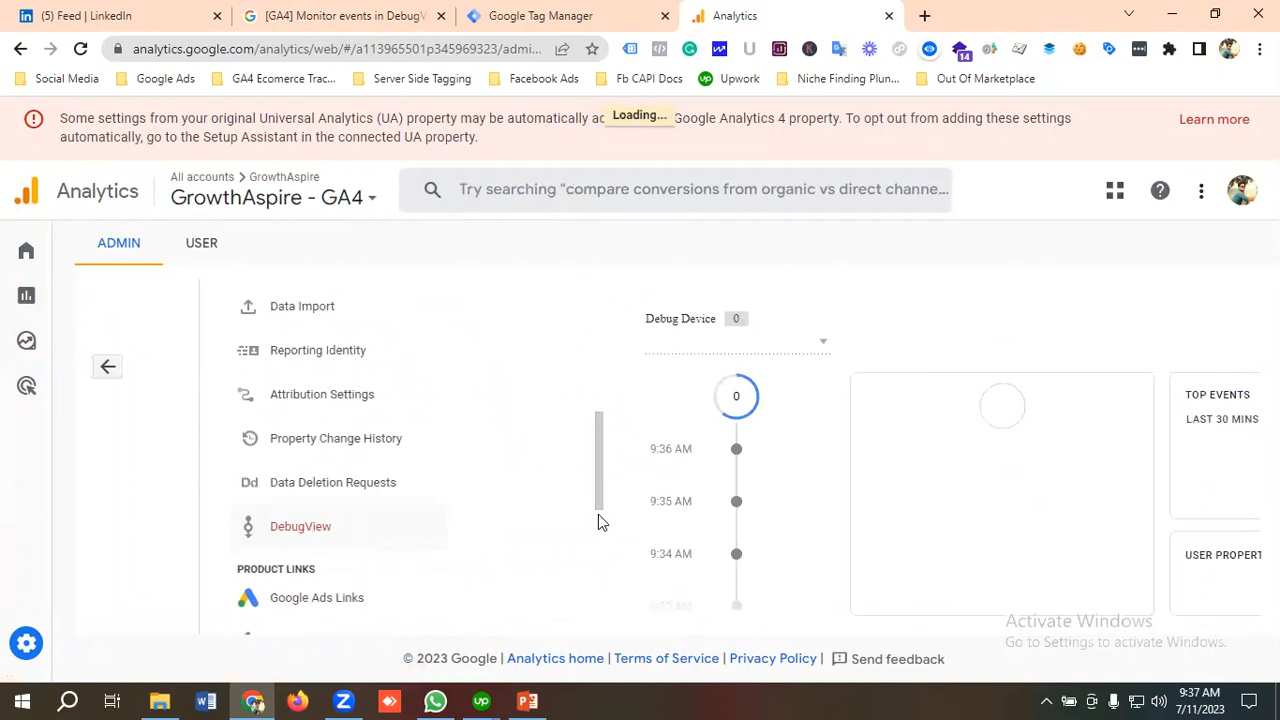 (5) Feed | LinkedIn
[GA4] Monitor events in DebugV
Google Tag Manager
Analytics
analytics.google.com/analytics/web/#/a113965501p345969323/admi...
14
Social Media
Google Ads
GA4 Ecomerce Trac...
Server Side Tagging
Facebook Ads
Fb CAPI Docs
Upwork
Niche Finding Plun...
Out Of Marketplace
Some settings from your original Universal Analytics (UA) property may be automatically ac Loading... Google Analytics 4 property. To opt out from adding these settings
automatically, go to the Setup Assistant in the connected UA property.
Learn more
Analytics
All accounts > GrowthAspire
GrowthAspire - GA4
Try searching "compare conversions from organic vs direct channe...
ADMIN
USER
Data Import
Reporting Identity
Attribution Settings
Property Change History
Dd Data Deletion Requests
DebugView
PRODUCT LINKS
Google Ads Links
Debug Device 0
0
9:36 AM
9:35 AM
9:34 AM
TOP EVENTS
LAST 30 MINS
USER PROPERT
Activate Windows
Go to Settings to activate Windows.
© 2023 Google | Analytics home | Terms of Service | Privacy Policy | Send feedback
9:37 AM
7/11/2023